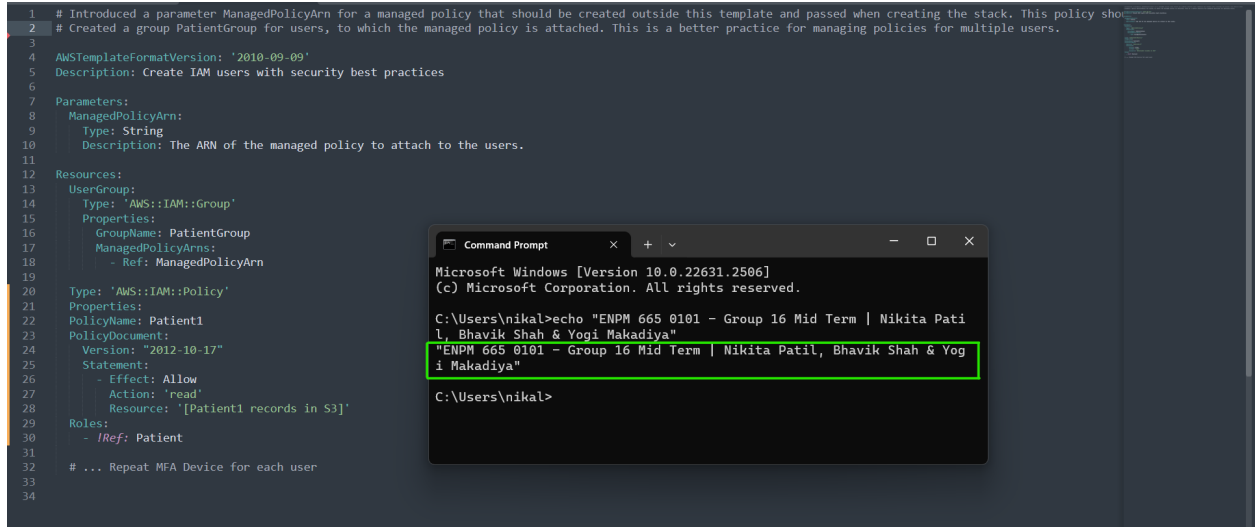 1 # Introduced a parameter ManagedPolicyArn for a managed policy that should be created outside this template and passed when creating the stack. This policy sho
2 # Created a group PatientGroup for users, to which the managed policy is attached. This is a better practice for managing policies for multiple users.
3
4 AWSTemplateFormatVersion: '2010-09-09'
5 Description: Create IAM users with security best practices
6
7 Parameters:
8 ManagedPolicyArn:
9 Type: String
10 Description: The ARN of the managed policy to attach to the users.
11
12 Resources:
13 UserGroup:
14 Type: 'AWS::IAM::Group'
15 Properties:
16 GroupName: PatientGroup
17 ManagedPolicyArns:
18 - Ref: ManagedPolicyArn
19
20 Type: 'AWS::IAM::Policy'
21 Properties:
22 PolicyName: Patient1
23 PolicyDocument:
24 Version: "2012-10-17"
25 Statement:
26 - Effect: Allow
27 Action: 'read'
28 Resource: '[Patient1 records in S3]'
29 Roles:
30 - !Ref: Patient
31
32 # ... Repeat MFA Device for each user
33
34
Command Prompt
Microsoft Windows [Version 10.0.22631.2506]
(c) Microsoft Corporation. All rights reserved.
C:\Users\nikal>echo "ENPM 665 0101 - Group 16 Mid Term | Nikita Pati
l, Bhavik Shah & Yogi Makadiya"
"ENPM 665 0101 - Group 16 Mid Term | Nikita Patil, Bhavik Shah & Yog
i Makadiya"
C:\Users\nikal>